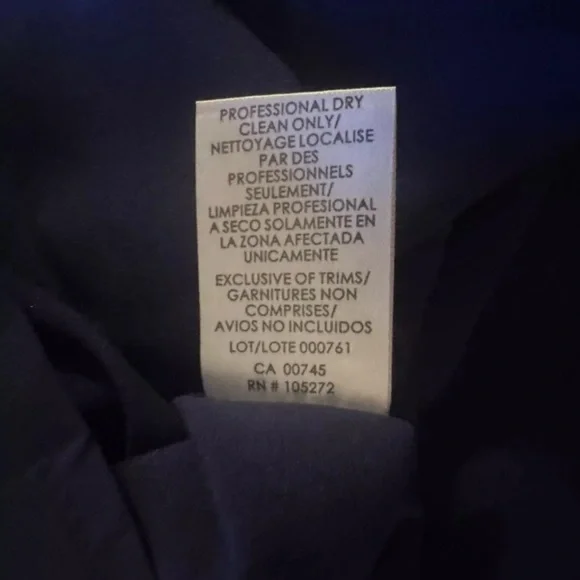 PROFESSIONAL DRY
CLEAN ONLY/
NETTOYAGE LOCALISE
PAR DES
PROFESSIONNELS
SEULEMENT/
LIMPIEZA PROFESIONAL
A SECO SOLAMENTE EN
LA ZONA AFECTADA
UNICAMENTE
EXCLUSIVE OF TRIMS/
GARNITURES NON
COMPRISES/
AVIOS NO INCLUIDOS
LOT/LOTE 000761
CA 00745
RN # 105272